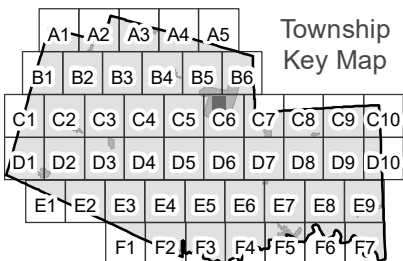 Township
Key Map
A1 A2 A3 A4 A5
B1 B2 B3 B4 B5 B6
C1 C2 C3 C4 C5 C6 C7 C8 C9 C10
D1 D2 D3 D4 D5 D6 D7 D8 D9 D10
E1 E2 E3 E4 E5 E6 E7 E8 E9
F1 F2 F3 F4 F5 F6 F7